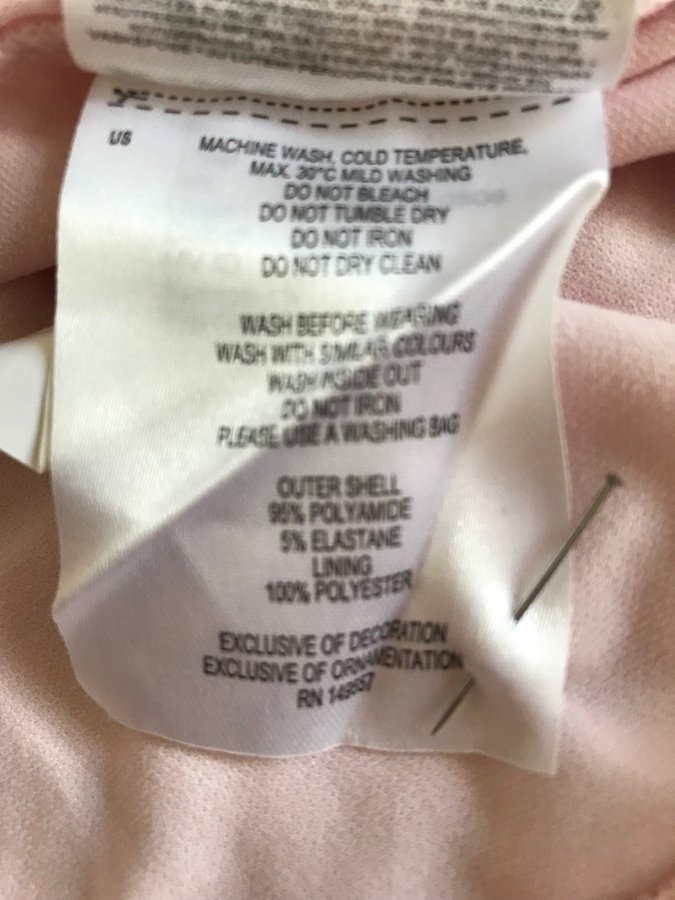 US
MACHINE WASH, COLD TEMPERATURE,
MAX. 30°C MILD WASHING
DO NOT BLEACH
DO NOT TUMBLE DRY
DO NOT IRON
DO NOT DRY CLEAN
WASH BEFORE WEARING
WASH WITH SIMILAR COLOURS
WASH INSIDE OUT
DO NOT IRON
PLEASE USE A WASHING BAG
OUTER SHELL
95% POLYAMIDE
5% ELASTANE
LINING
100% POLYESTER
EXCLUSIVE OF DECORATION
EXCLUSIVE OF ORNAMENTATION
RN